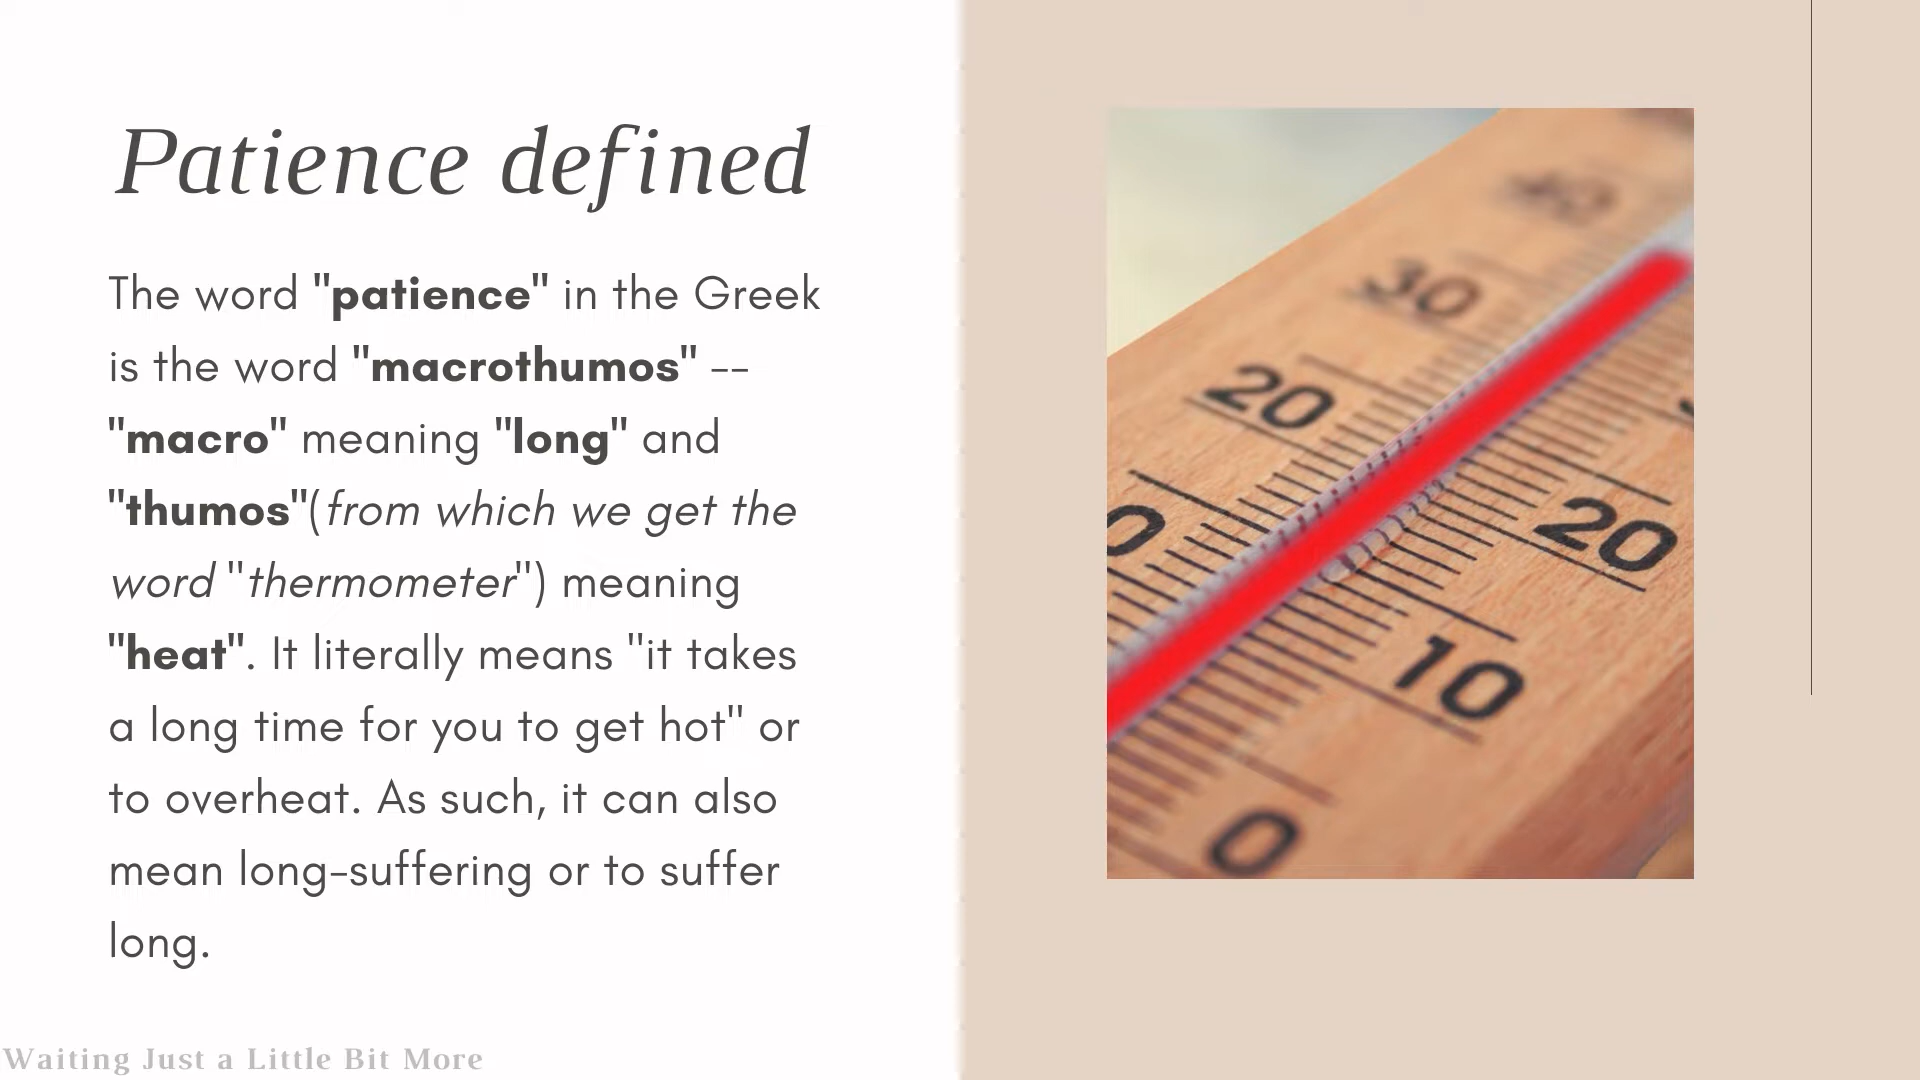 Patience defined
The word "patience" in the Greek
is the word "macrothumos" --
"macro" meaning "long" and
"thumos"(from which we get the
word "thermometer") meaning
"heat". It literally means "it takes
a long time for you to get hot" or
to overheat. As such, it can also
mean long-suffering or to suffer
long.
Waiting Just a Little Bit More
40
30
20
0
20
10
0